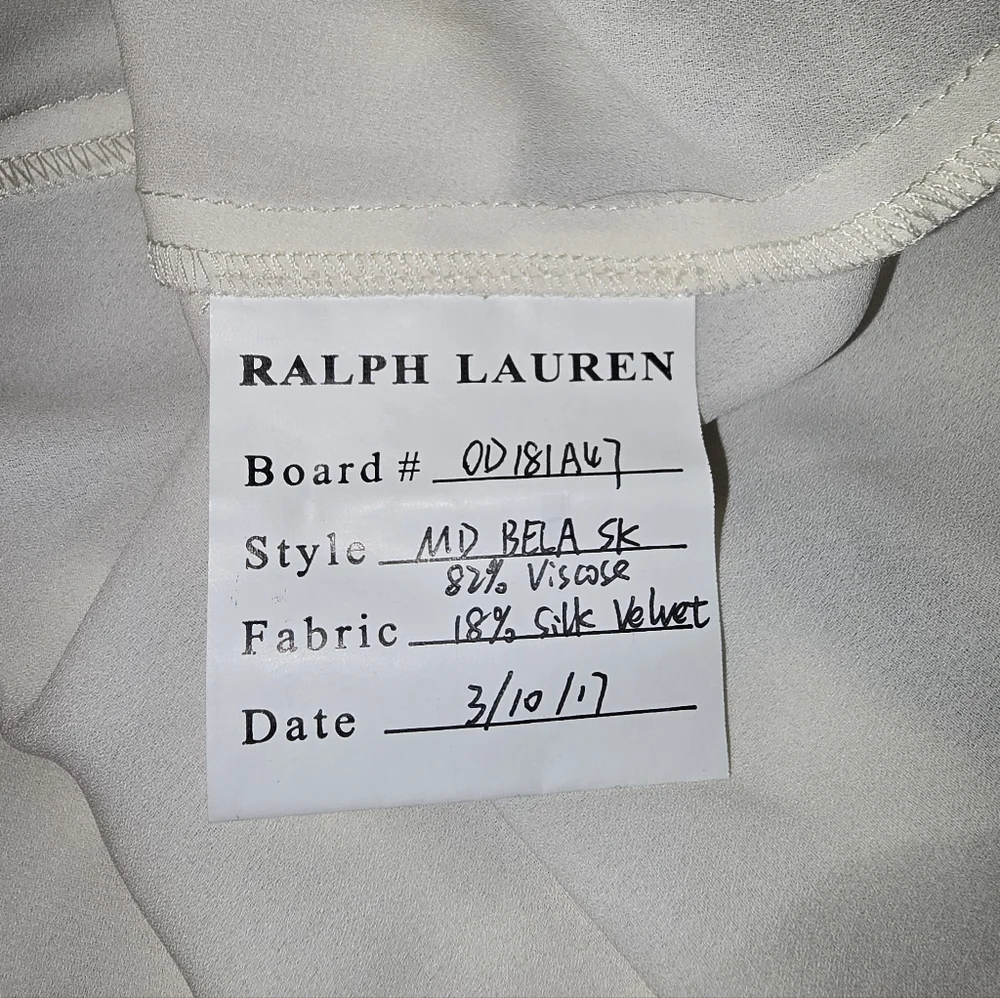 RALPH LAUREN
Board # OD181A47
Style MD BELA SK
82% Viscose
Fabric 18% Silk Velvet
Date 3/10/17